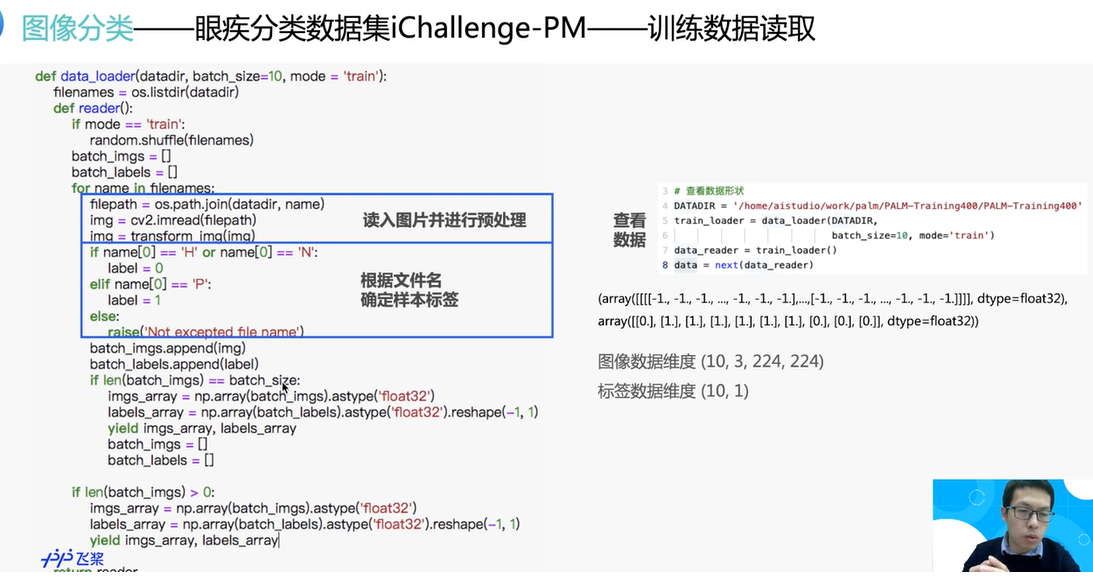 图像分类——眼疾分类数据集iChallenge-PM——训练数据读取
def data_loader(datadir, batch_size=10, mode = 'train'):
filenames = os.listdir(datadir)
def reader():
if mode == 'train':
random.shuffle(filenames)
batch_imgs = []
batch_labels = []
for name in filenames:
filepath = os.path.join(datadir, name)
img = cv2.imread(filepath)
img = transform_img(img)
读入图片并进行预处理
if name[0] == 'H' or name[0] == 'N':
label = 0
elif name[0] == 'P':
label = 1
else:
raise('Not excepted file name')
根据文件名
确定样本标签
batch_imgs.append(img)
batch_labels.append(label)
if len(batch_imgs) == batch_size:
imgs_array = np.array(batch_imgs).astype('float32')
labels_array = np.array(batch_labels).astype('float32').reshape(-1, 1)
yield imgs_array, labels_array
batch_imgs = []
batch_labels = []
if len(batch_imgs) > 0:
imgs_array = np.array(batch_imgs).astype('float32')
labels_array = np.array(batch_labels).astype('float32').reshape(-1, 1)
yield imgs_array, labels_array
return reader
飞桨
查看
数据
3 # 查看数据形状
4 DATADIR = '/home/aistudio/work/palm/PALM-Training400/PALM-Training400'
5 train_loader = data_loader(DATADIR,
6 batch_size=10, mode='train')
7 data_reader = train_loader()
8 data = next(data_reader)
(array([[[[-1., -1., -1., ..., -1., -1., -1.],...,[-1., -1., -1., ..., -1., -1., -1.]]]], dtype=float32),
array([[0.], [1.], [1.], [1.], [1.], [1.], [1.], [0.], [0.], [0.]], dtype=float32))
图像数据维度 (10, 3, 224, 224)
标签数据维度 (10, 1)